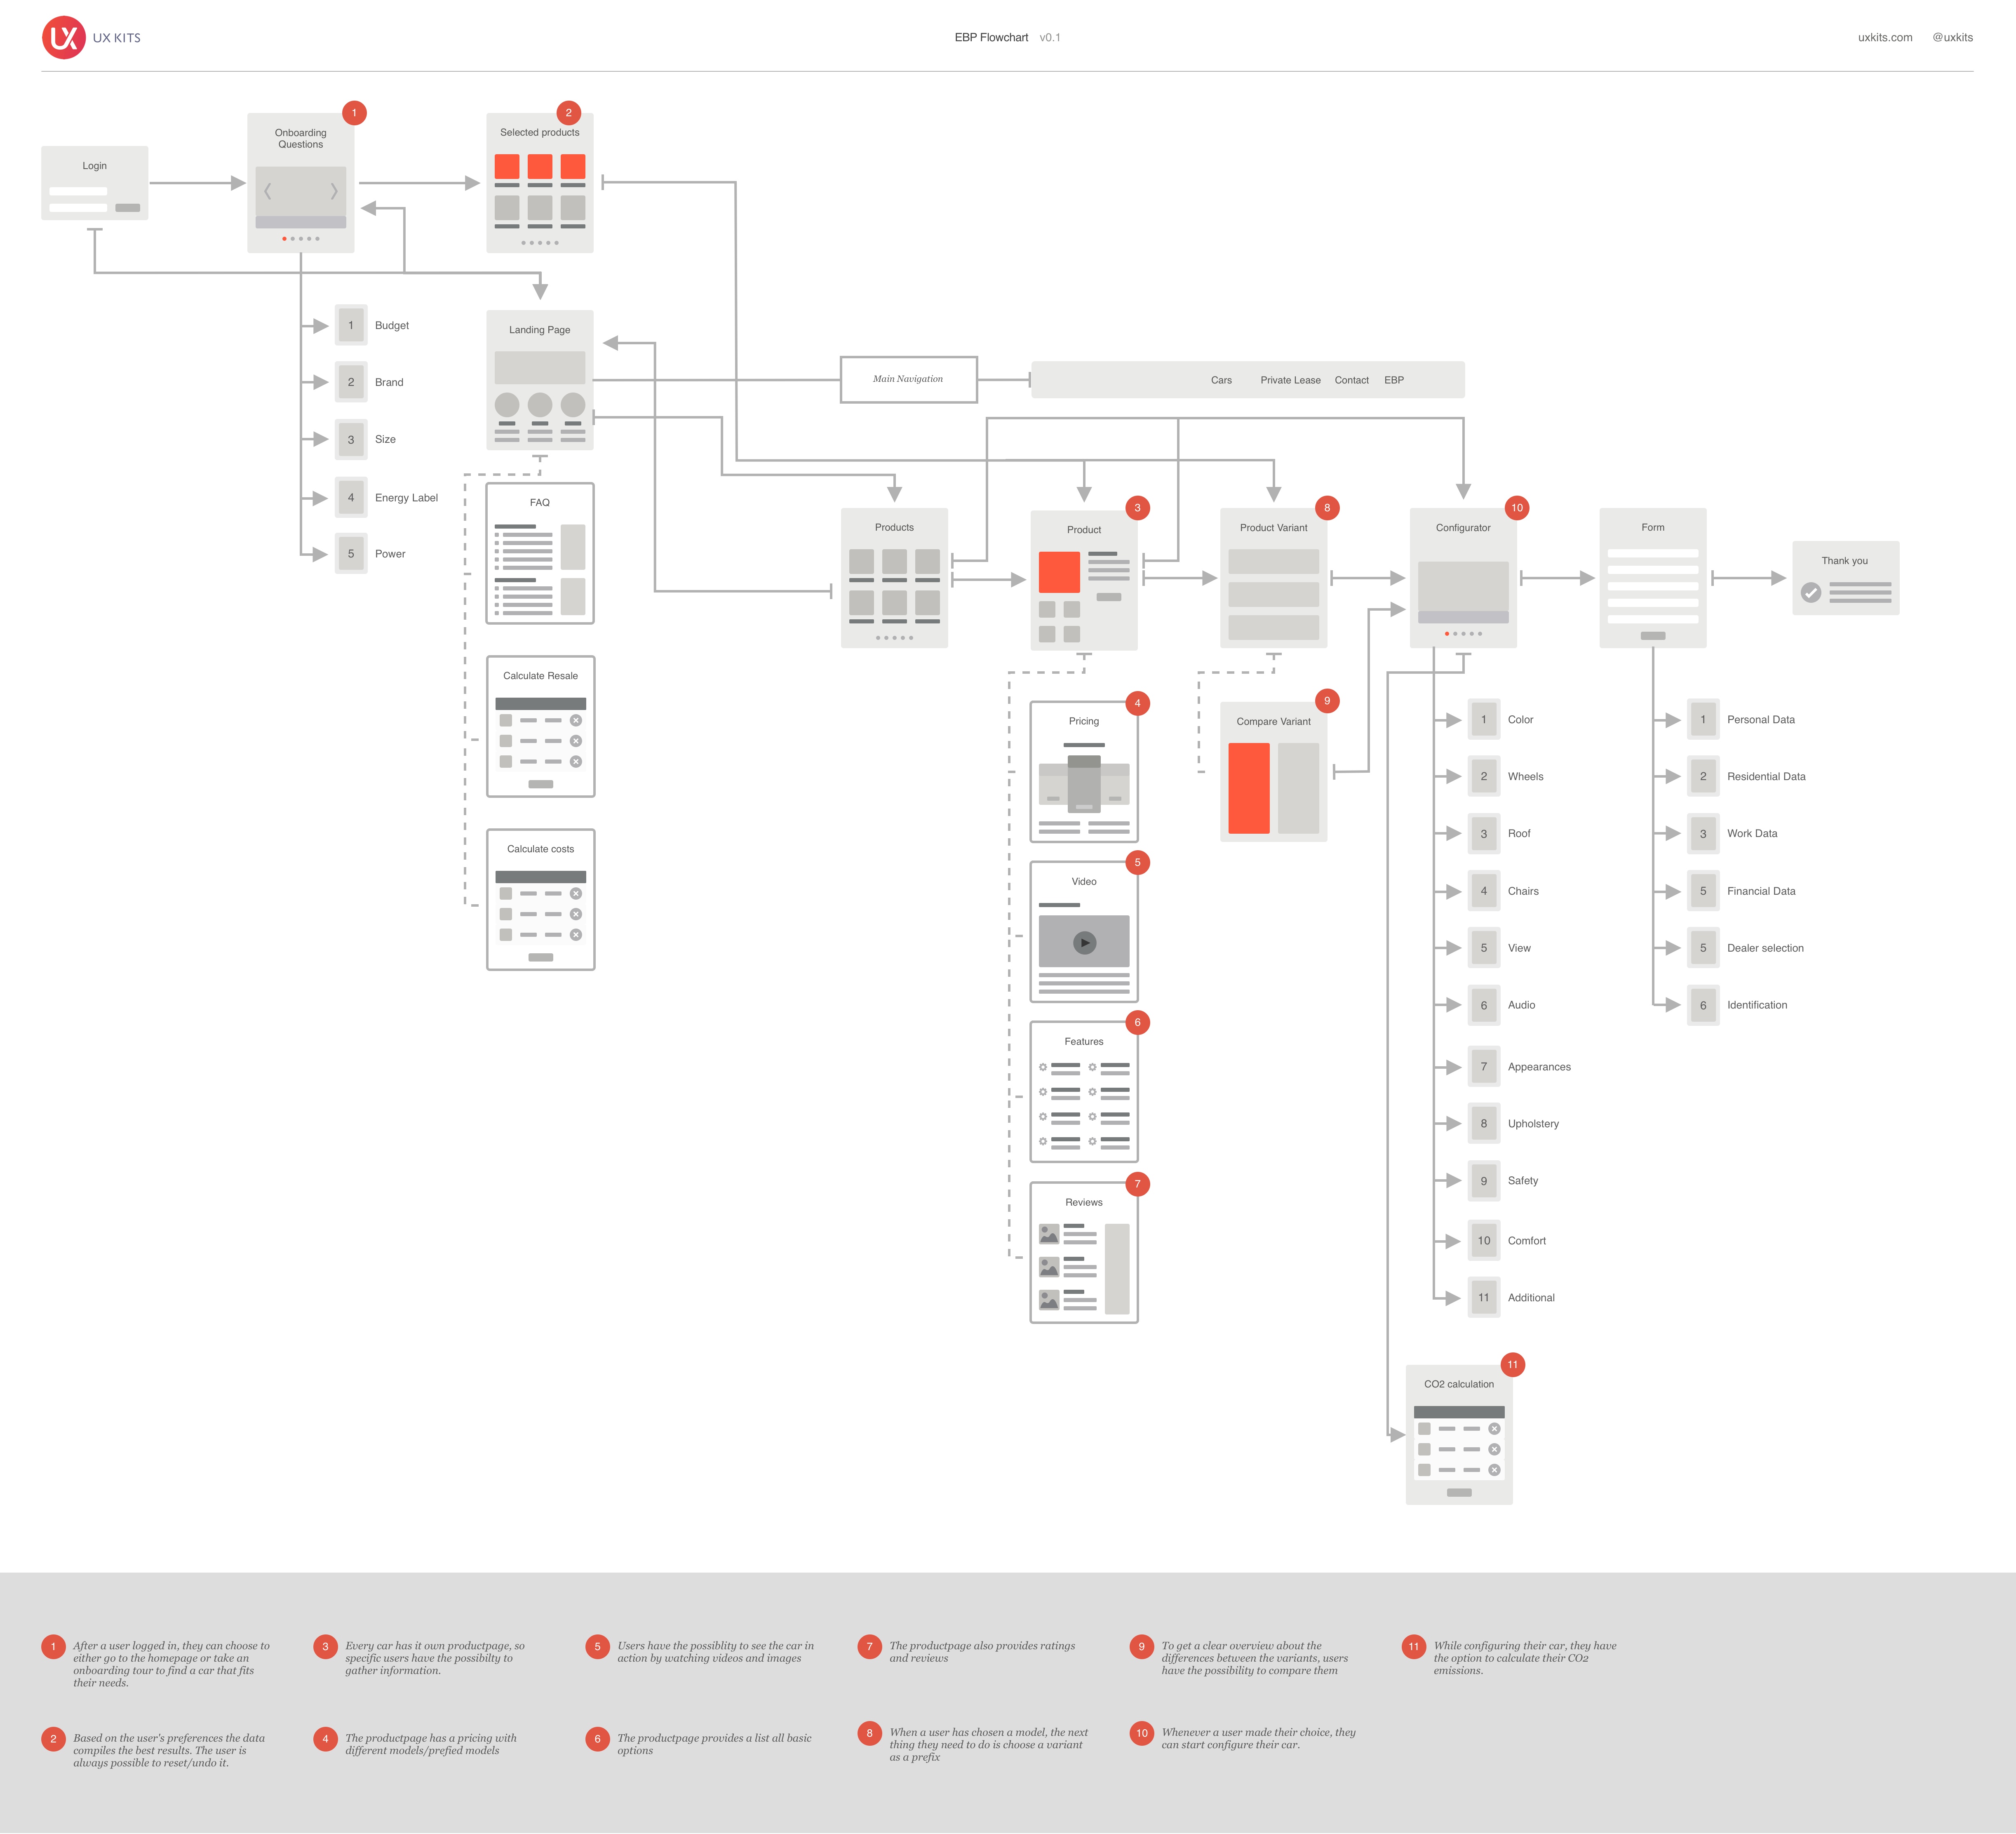 UX UX KITS
EBP Flowchart v0.1
uxkits.com @uxkits
1
Onboarding
Questions
2
Selected products
Login
1 Budget
2 Brand
3 Size
4 Energy Label
5 Power
Landing Page
Main Navigation
Cars Private Lease Contact EBP
FAQ
Calculate Resale
Calculate costs
Products
3
Product
8
Product Variant
10
Configurator
Form
Thank you
4
Pricing
5
Video
6
Features
7
Reviews
9
Compare Variant
1 Color
2 Wheels
3 Roof
4 Chairs
5 View
6 Audio
7 Appearances
8 Upholstery
9 Safety
10 Comfort
11 Additional
1 Personal Data
2 Residential Data
3 Work Data
5 Financial Data
5 Dealer selection
6 Identification
11
CO2 calculation
1 After a user logged in, they can choose to
either go to the homepage or take an
onboarding tour to find a car that fits
their needs.
2 Based on the user's preferences the data
compiles the best results. The user is
always possible to reset/undo it.
3 Every car has it own productpage, so
specific users have the possibilty to
gather information.
4 The productpage has a pricing with
different models/prefied models
5 Users have the possiblity to see the car in
action by watching videos and images
6 The productpage provides a list all basic
options
7 The productpage also provides ratings
and reviews
8 When a user has chosen a model, the next
thing they need to do is choose a variant
as a prefix
9 To get a clear overview about the
differences between the variants, users
have the possibility to compare them
10 Whenever a user made their choice, they
can start configure their car.
11 While configuring their car, they have
the option to calculate their CO2
emissions.